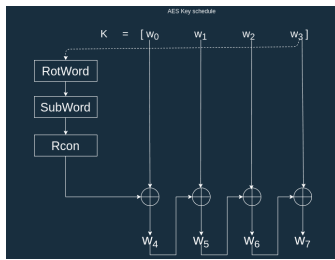 AES Key schedule
K = [ w0 w1 w2 w3 ]
RotWord
SubWord
Rcon
W4 W5 W6 W7